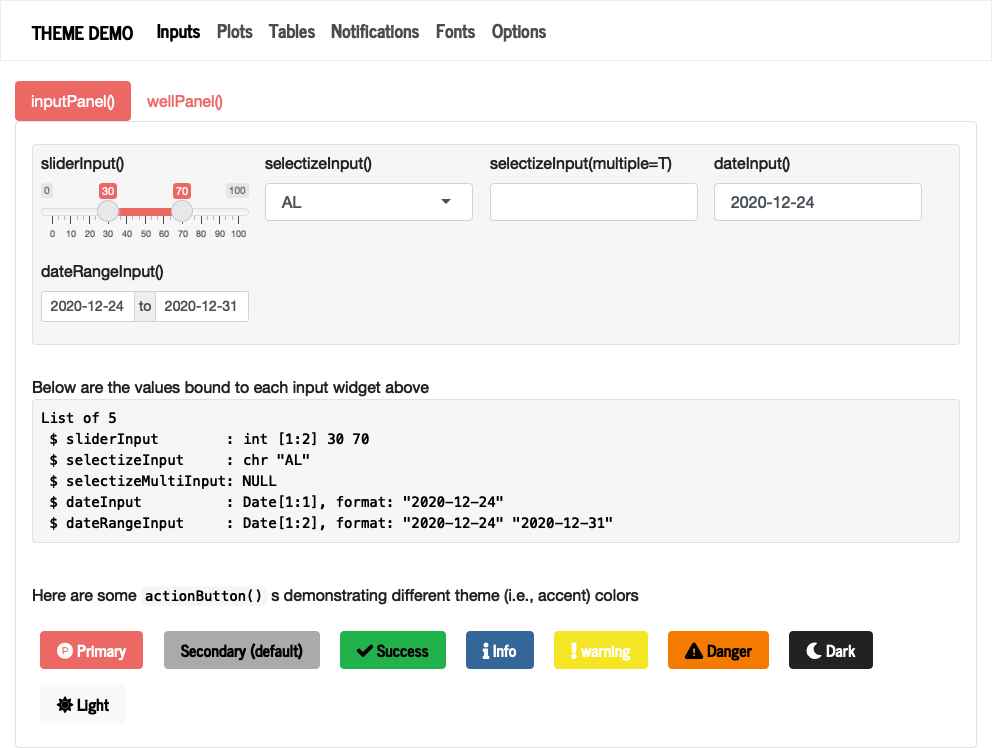 THEME DEMO Inputs Plots Tables Notifications Fonts Options
inputPanel() wellPanel()
sliderInput() selectizeInput() selectizeInput(multiple=T) dateInput()
0 30 70 100
AL 2020-12-24
0 10 20 30 40 50 60 70 80 90 100
dateRangeInput()
2020-12-24 to 2020-12-31
Below are the values bound to each input widget above
List of 5
$ sliderInput : int [1:2] 30 70
$ selectizeInput : chr "AL"
$ selectizeMultiInput: NULL
$ dateInput : Date[1:1], format: "2020-12-24"
$ dateRangeInput : Date[1:2], format: "2020-12-24" "2020-12-31"
Here are some actionButton() s demonstrating different theme (i.e., accent) colors
P Primary Secondary (default) Success Info warning Danger Dark
Light